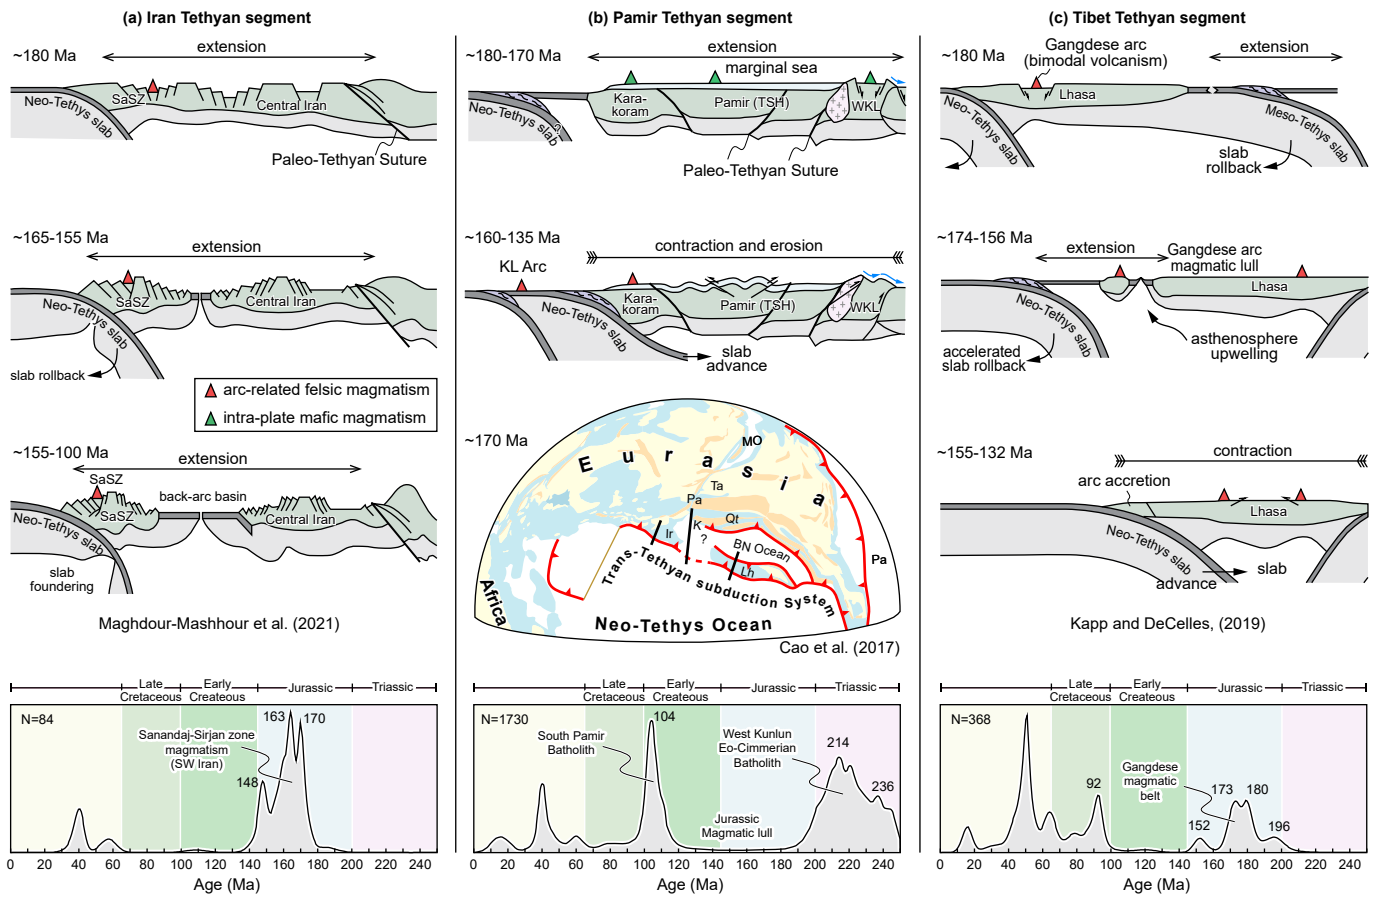 (a) Iran Tethyan segment
~180 Ma
extension
SaSZ
Central Iran
Neo-Tethys slab
Paleo-Tethyan Suture
~165-155 Ma
extension
SaSZ
Central Iran
Neo-Tethys slab
slab rollback
arc-related felsic magmatism
intra-plate mafic magmatism
~155-100 Ma
extension
SaSZ
back-arc basin
SaSZ
Central Iran
Neo-Tethys slab
slab
foundering
Maghdour-Mashhour et al. (2021)
Late
Cretaceous
Early
Createous
Jurassic
Triassic
N=84
163
170
Sanandaj-Sirjan zone
magmatism
(SW Iran)
148
0 20 40 60 80 100 120 140 160 180 200 220 240
Age (Ma)
(b) Pamir Tethyan segment
~180-170 Ma
extension
marginal sea
Kara-
koram
Pamir (TSH)
WKL
Neo-Tethys slab
?
Paleo-Tethyan Suture
~160-135 Ma
contraction and erosion
KL Arc
Kara-
koram
Pamir (TSH)
WKL
Neo-Tethys slab
slab
advance
~170 Ma
MO
Eurasia
Ta
Pa
Qt
K
?
Ir
BN Ocean
Lh
Pa
Trans-Tethyan subduction System
Africa
Neo-Tethys Ocean
Cao et al. (2017)
Late
Cretaceous
Early
Createous
Jurassic
Triassic
N=1730
104
South Pamir
Batholith
West Kunlun
Eo-Cimmerian
Batholith
214
236
Jurassic
Magmatic lull
0 20 40 60 80 100 120 140 160 180 200 220 240
Age (Ma)
(c) Tibet Tethyan segment
~180 Ma
Gangdese arc
(bimodal volcanism)
extension
Lhasa
Neo-Tethys slab
Meso-Tethys slab
slab
rollback
~174-156 Ma
extension
Gangdese arc
magmatic lull
Lhasa
Neo-Tethys slab
accelerated
slab rollback
asthenosphere
upwelling
~155-132 Ma
contraction
arc accretion
Lhasa
Neo-Tethys slab
advance
slab
Kapp and DeCelles, (2019)
Late
Cretaceous
Early
Createous
Jurassic
Triassic
N=368
92
Gangdese
magmatic
belt
173
180
152
196
0 20 40 60 80 100 120 140 160 180 200 220 240
Age (Ma)